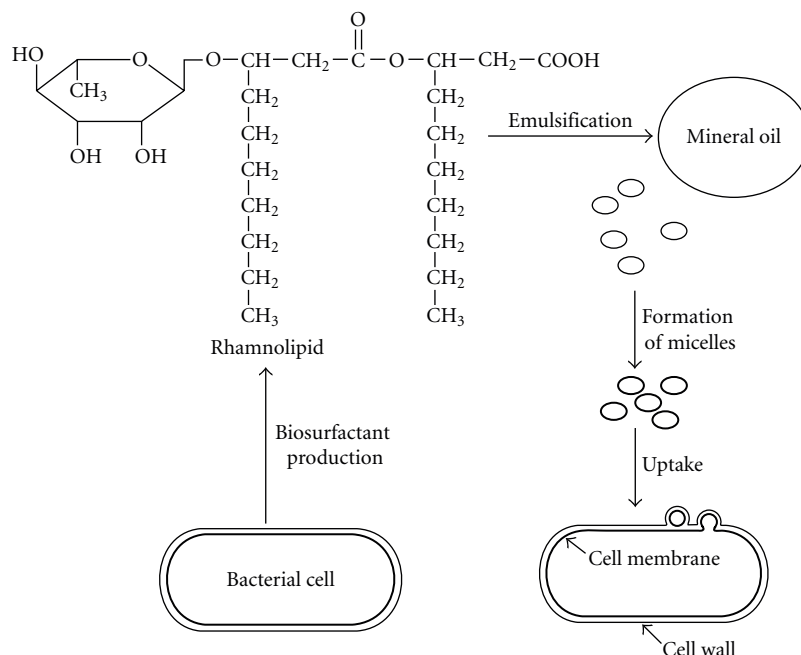 O
HO
O
O—CH—CH₂—C—O—CH—CH₂—COOH
CH₃
OH
OH
CH₂ CH₂
CH₂ CH₂
CH₂ CH₂
CH₂ CH₂
CH₂ CH₂
CH₂ CH₂
CH₃ CH₃
Rhamnolipid
Emulsification
Mineral oil
Formation
of micelles
Biosurfactant
production
Uptake
Bacterial cell
Cell membrane
Cell wall